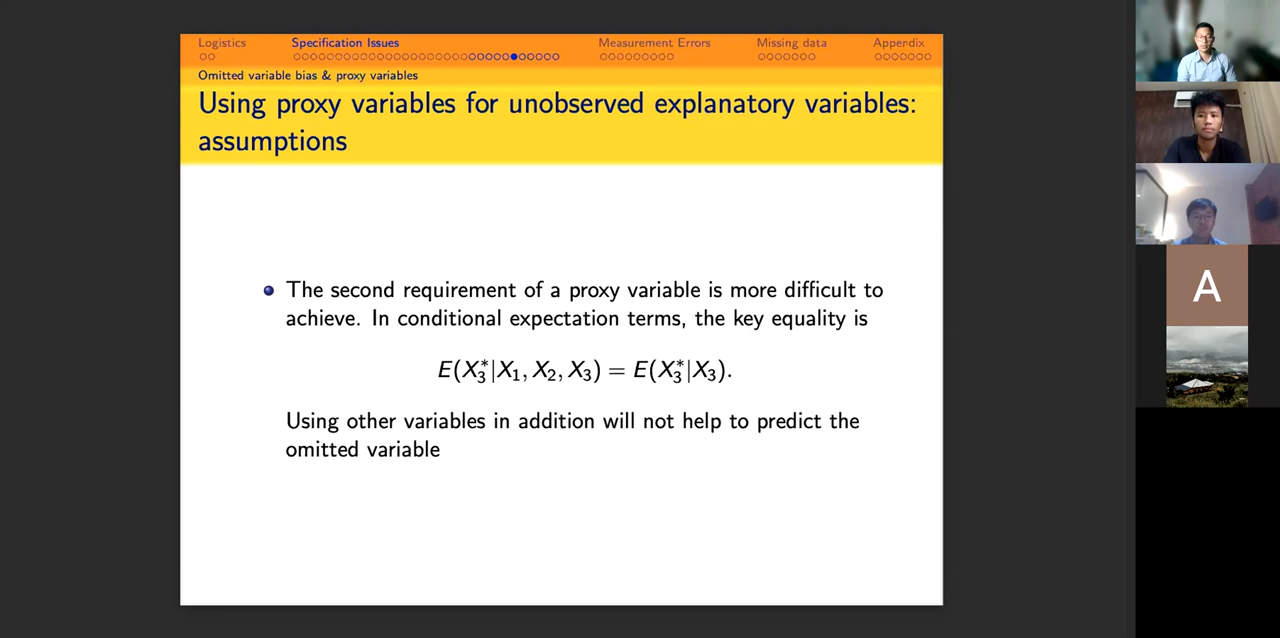 Logistics Specification Issues Measurement Errors Missing data Appendix
Omitted variable bias & proxy variables
Using proxy variables for unobserved explanatory variables:
assumptions
The second requirement of a proxy variable is more difficult to
achieve. In conditional expectation terms, the key equality is
E(X₃*|X₁, X₂, X₃) = E(X₃*|X₃).
Using other variables in addition will not help to predict the
omitted variable
A